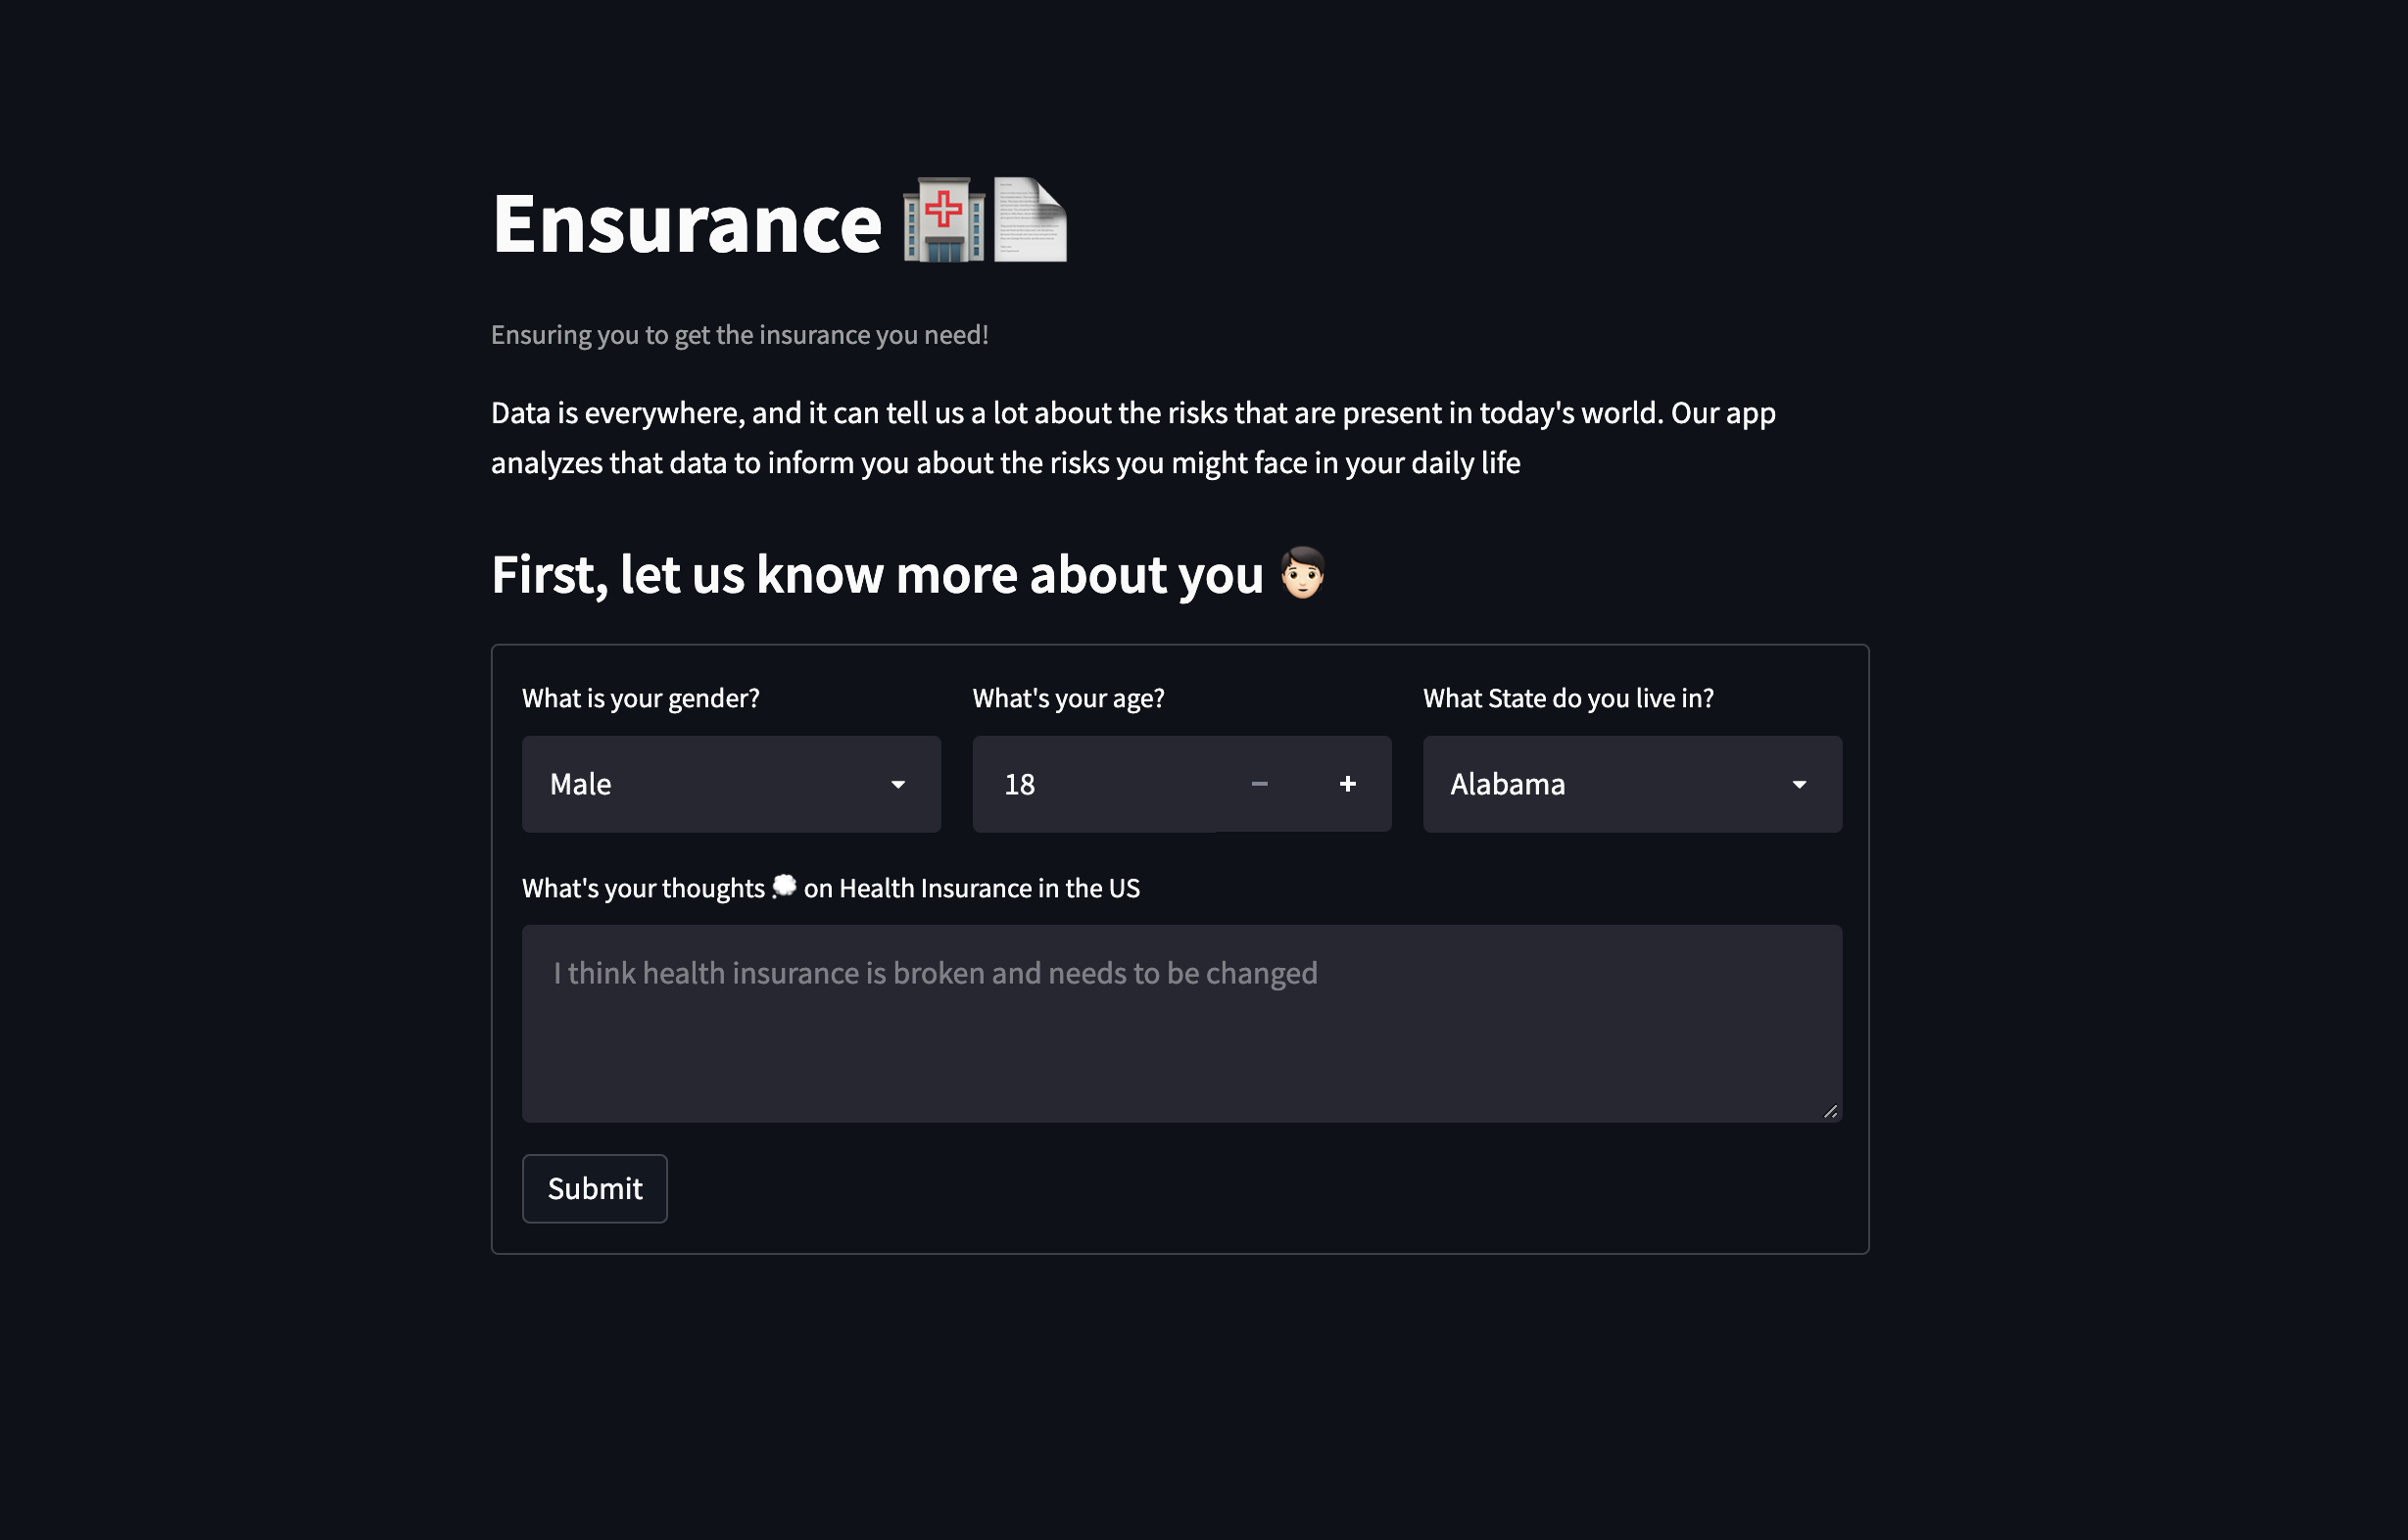 Ensurance
Ensuring you to get the insurance you need!
Data is everywhere, and it can tell us a lot about the risks that are present in today's world. Our app
analyzes that data to inform you about the risks you might face in your daily life
First, let us know more about you
What is your gender?
What's your age?
What State do you live in?
Male
18
Alabama
What's your thoughts 💭 on Health Insurance in the US
I think health insurance is broken and needs to be changed
Submit